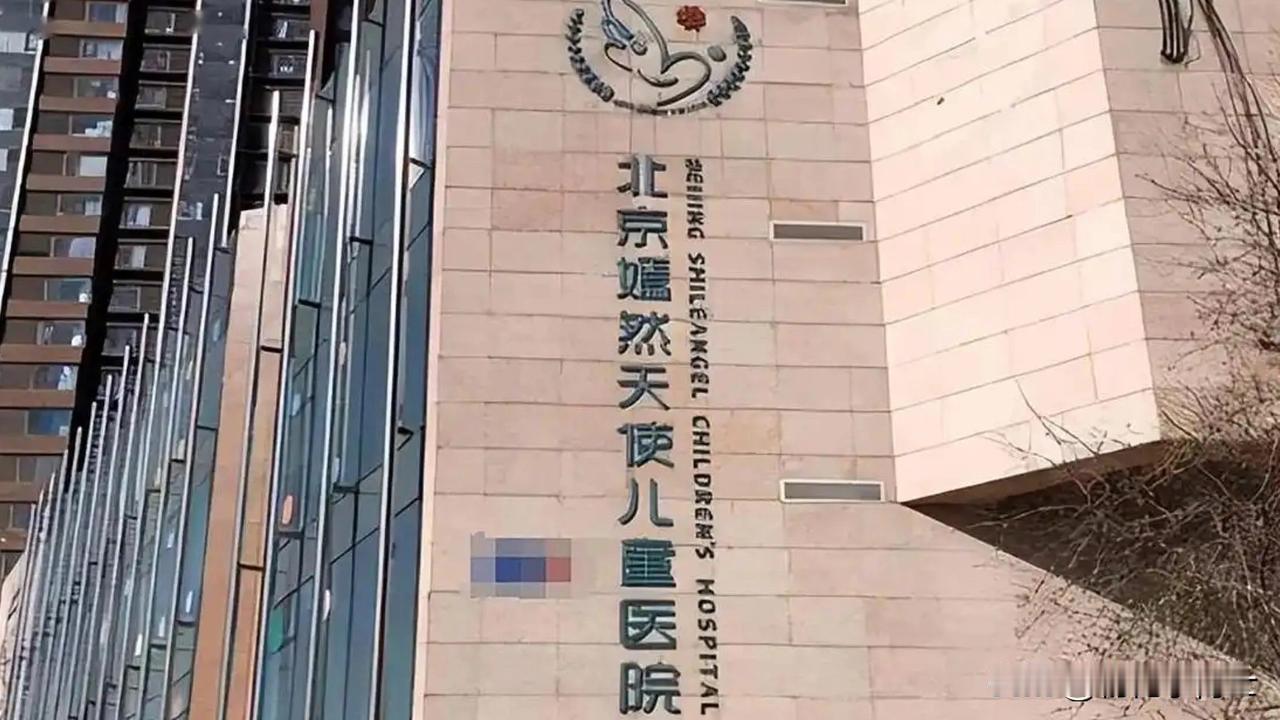 北京嫣然天使儿童医院
BEIJING SMILEANGEL CHILDREN'S HOSPITAL